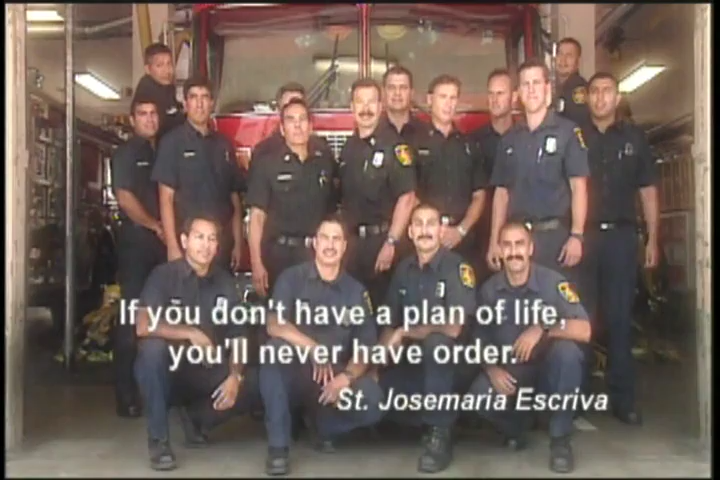 If you don't have a plan of life,
you'll never have order.
St. Josemaria Escriva